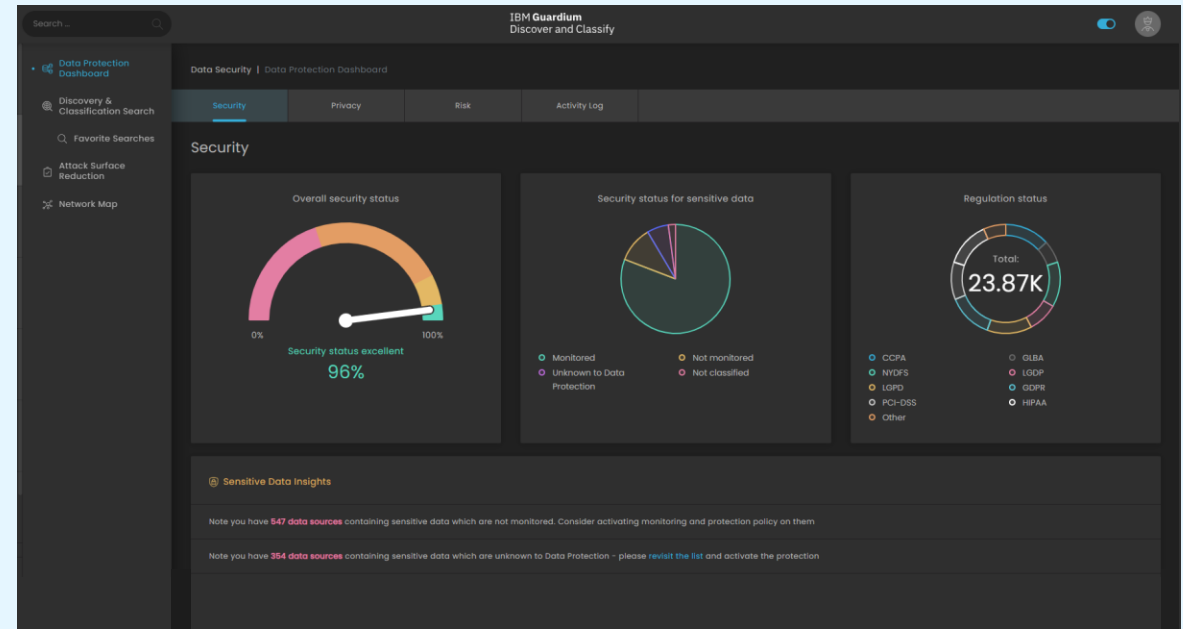 Search ...
IBM Guardium
Discover and Classify
Data Protection
Dashboard
Discovery &
Classification Search
Favorite Searches
Attack Surface
Reduction
Network Map
Data Security | Data Protection Dashboard
Security
Privacy
Risk
Activity Log
Security
Overall security status
0%
100%
Security status excellent
96%
Security status for sensitive data
Monitored
Not monitored
Unknown to Data
Protection
Not classified
Regulation status
Total:
23.87K
CCPA
GLBA
NYDFS
LGDP
LGPD
GDPR
PCI-DSS
HIPAA
Other
Sensitive Data Insights
Note you have 547 data sources containing sensitive data which are not monitored. Consider activating monitoring and protection policy on them
Note you have 354 data sources containing sensitive data which are unknown to Data Protection - please revisit the list and activate the protection